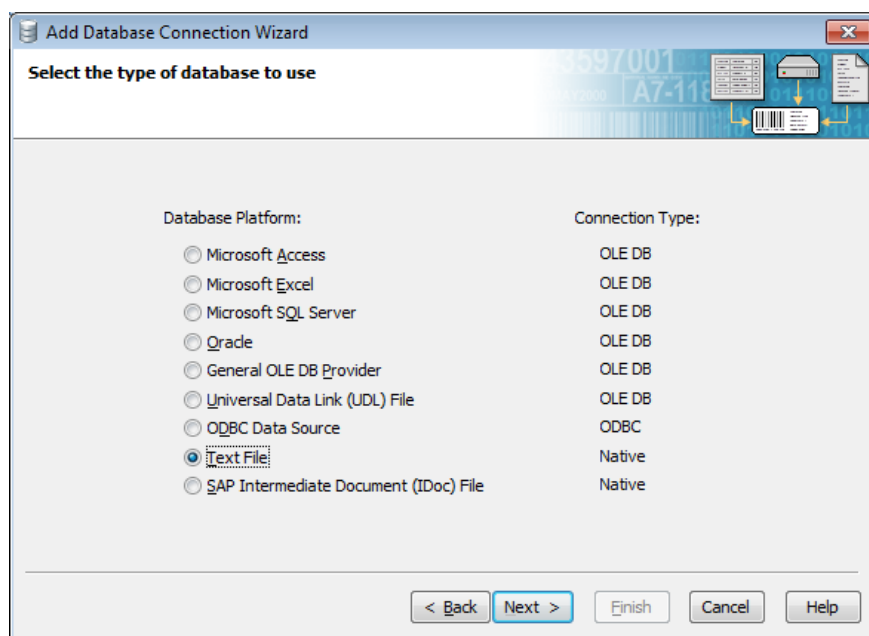 Add Database Connection Wizard
Select the type of database to use
3597001
A7-118
Database Platform: Connection Type:
Microsoft Access OLE DB
Microsoft Excel OLE DB
Microsoft SQL Server OLE DB
Oracle OLE DB
General OLE DB Provider OLE DB
Universal Data Link (UDL) File OLE DB
ODBC Data Source ODBC
Text File Native
SAP Intermediate Document (IDoc) File Native
< Back Next > Finish Cancel Help